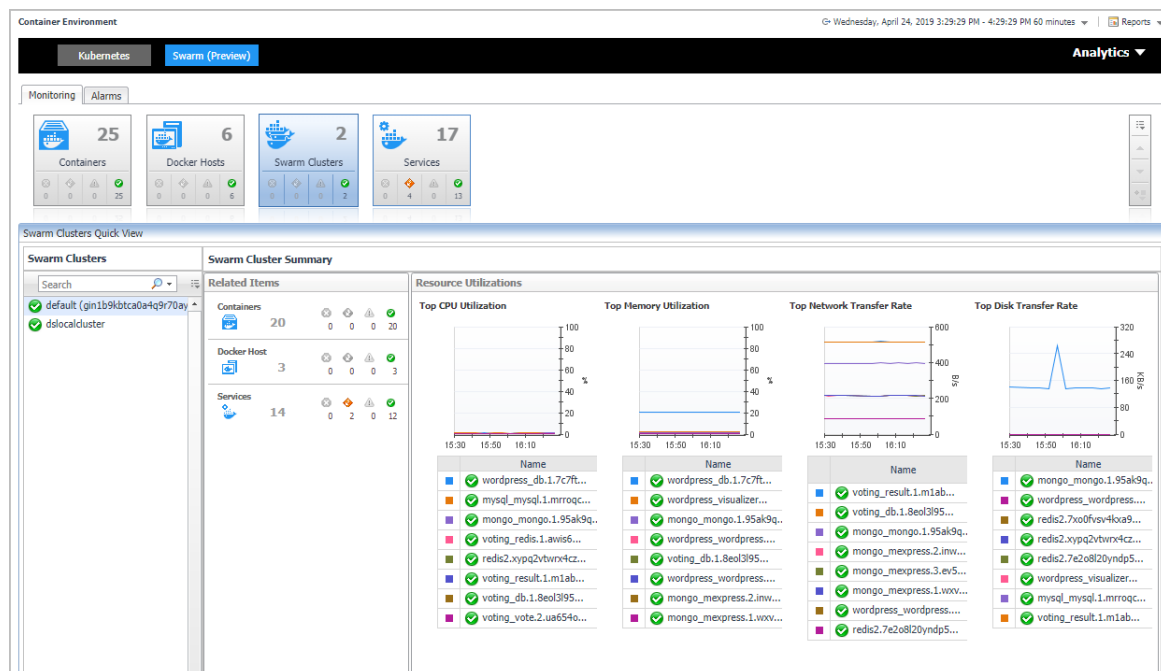 Container Environment
Wednesday, April 24, 2019 3:29:29 PM - 4:29:29 PM 60 minutes
Reports
Kubernetes
Swarm (Preview)
Analytics
Monitoring
Alarms
25
Containers
0 0 0 25
6
Docker Hosts
0 0 0 6
2
Swarm Clusters
0 0 0 2
17
Services
0 4 0 13
Swarm Clusters Quick View
Swarm Clusters
Search
default (gin1b9kbtca0a4q9r70ay
dslocalcluster
Swarm Cluster Summary
Related Items
Containers
20
0 0 0 20
Docker Host
3
0 0 0 3
Services
14
0 2 0 12
Resource Utilizations
Top CPU Utilization
100
80
60
40
20
0
%
15:30 15:50 16:10
Name
wordpress_db.1.7c7ft...
mysql_mysql.1.mrroqc...
mongo_mongo.1.95ak9q..
voting_redis.1.awis6...
redis2.xypq2vtwrx4cz...
voting_result.1.m1ab...
voting_db.1.8eol3l95...
voting_vote.2.ua654o...
Top Memory Utilization
100
80
60
40
20
0
%
15:30 15:50 16:10
Name
wordpress_db.1.7c7ft...
wordpress_visualizer...
mongo_mongo.1.95ak9q..
wordpress_wordpress....
voting_db.1.8eol3l95...
wordpress_wordpress....
mongo_mexpress.2.inw...
mongo_mexpress.1.wxv...
Top Network Transfer Rate
600
400
200
0
B/s
15:30 15:50 16:10
Name
voting_result.1.m1ab...
voting_db.1.8eol3l95...
mongo_mongo.1.95ak9q..
mongo_mexpress.2.inw...
mongo_mexpress.3.ev5...
mongo_mexpress.1.wxv...
wordpress_wordpress....
redis2.7e2o8l20yndp5...
Top Disk Transfer Rate
320
240
160
80
0
KB/s
15:30 15:50 16:10
Name
mongo_mongo.1.95ak9q..
wordpress_wordpress....
redis2.7xo0fvsv4kxa9...
redis2.xypq2vtwrx4cz...
redis2.7e2o8l20yndp5...
wordpress_visualizer...
mysql_mysql.1.mrroqc...
voting_result.1.m1ab...